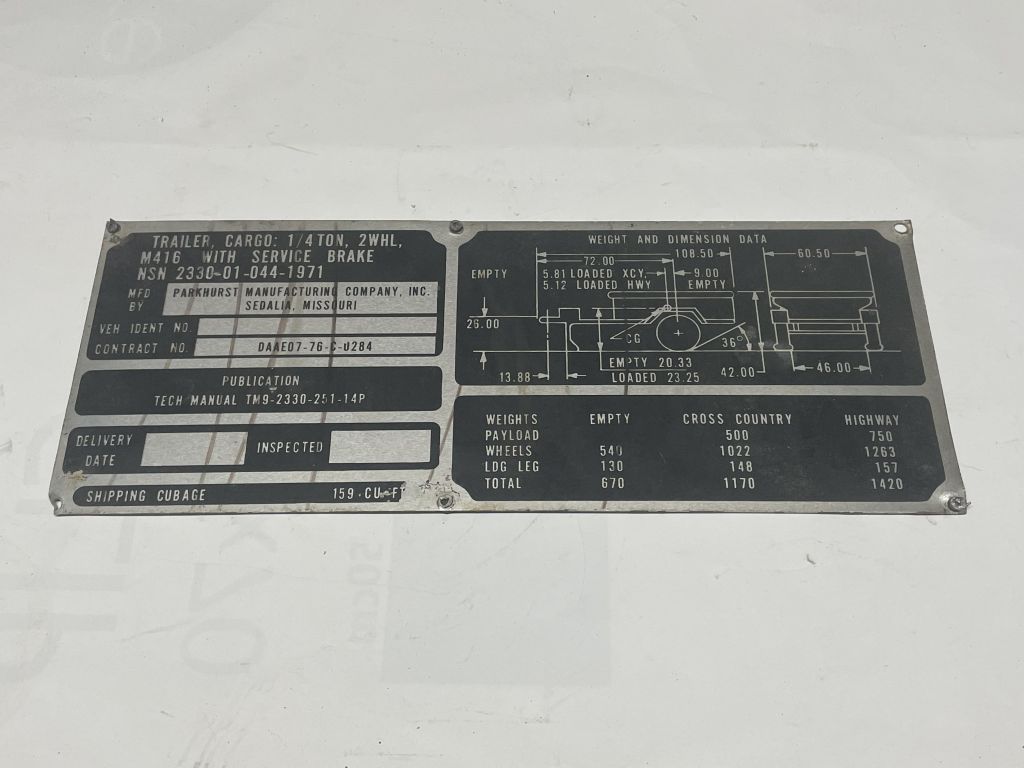 TRAILER, CARGO: 1/4 TON, 2WHL,
M416 WITH SERVICE BRAKE
NSN 2330-01-044-1971
MFD BY PARKHURST MANUFACTURING COMPANY, INC.
SEDALIA, MISSOURI
VEH IDENT NO.
CONTRACT NO. DAAE07-76-C-0284
PUBLICATION
TECH MANUAL TM9-2330-251-14P
DELIVERY DATE
INSPECTED
SHIPPING CUBAGE 159 CU-FT
WEIGHT AND DIMENSION DATA
108.50
72.00 60.50
EMPTY 5.81 LOADED XCY 9.00
5.12 LOADED HWY EMPTY
26.00
CG 36°
EMPTY 20.33
13.88 LOADED 23.25 42.00 46.00
WEIGHTS EMPTY CROSS COUNTRY HIGHWAY
PAYLOAD 500 750
WHEELS 540 1022 1263
LDG LEG 130 148 157
TOTAL 670 1170 1420